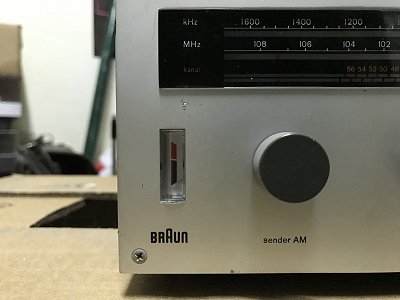 kHz 1600 1400 1200
MHz 108 106 104 102
kanal 56 54 52 50 48
BRAUN
sender AM